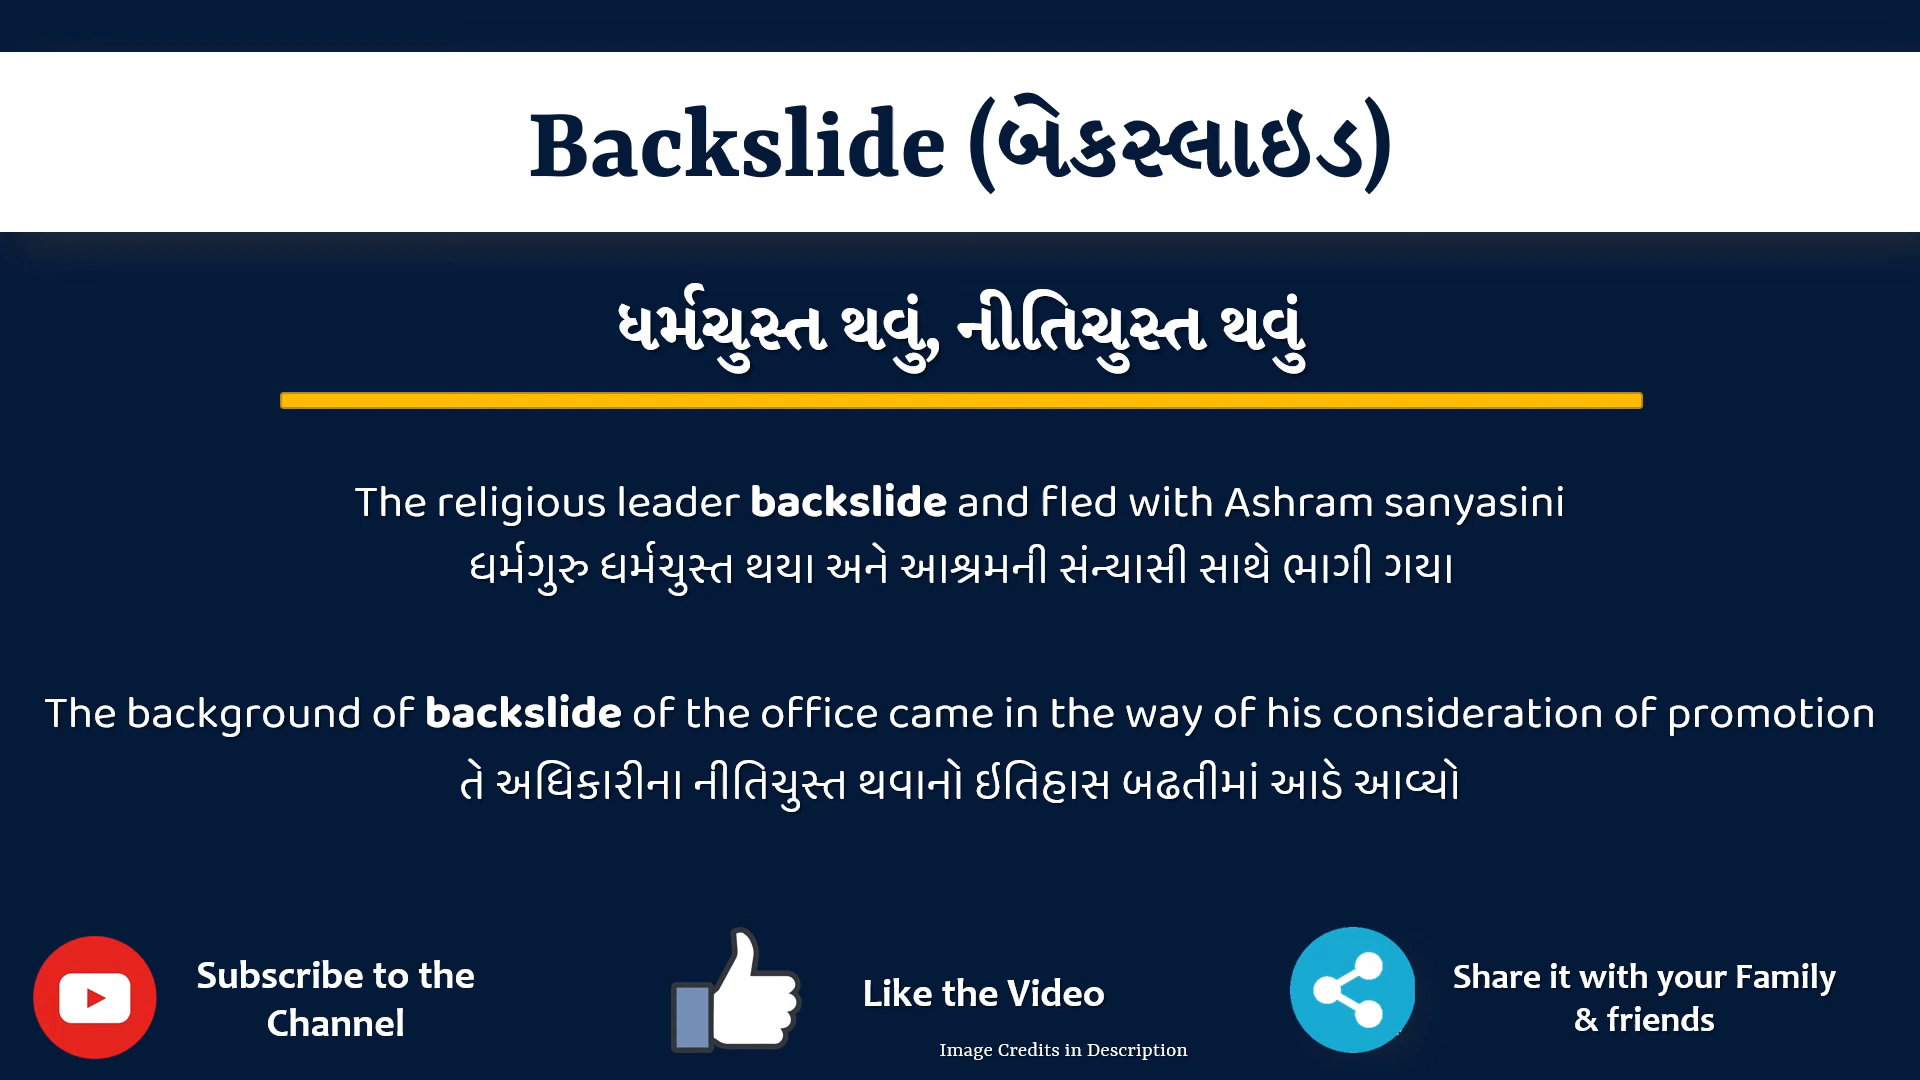 Backslide (બેકસ્લાઇડ)
ધર્મચુસ્ત થવું, નીતિચુસ્ત થવું
The religious leader backslide and fled with Ashram sanyasini
ધર્મગુરુ ધર્મચુસ્ત થયા અને આશ્રમની સંન્યાસી સાથે ભાગી ગયા
The background of backslide of the office came in the way of his consideration of promotion
તે અધિકારીના નીતિચુસ્ત થવાનો ઇતિહાસ બઢતીમાં આડે આવ્યો
Subscribe to the
Channel
Like the Video
Share it with your Family
& friends
Image Credits in Description